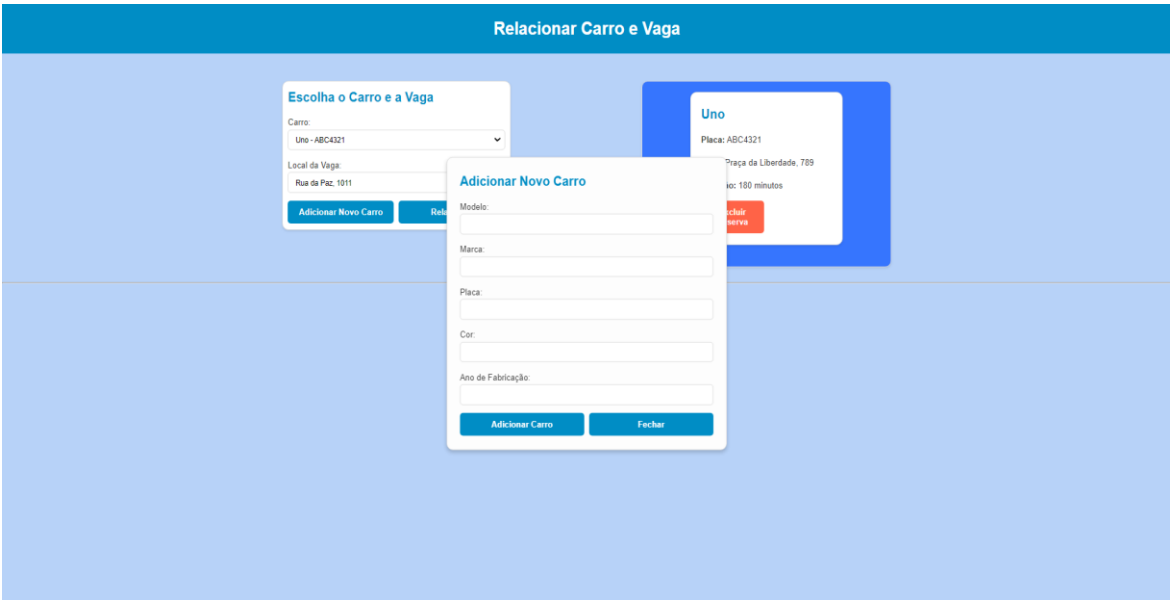 Relacionar Carro e Vaga
Escolha o Carro e a Vaga
Carro:
Uno - ABC4321
Local da Vaga:
Rua da Paz, 1011
Adicionar Novo Carro
Adicionar Novo Carro
Modelo:
Marca:
Placa:
Cor:
Ano de Fabricação:
Adicionar Carro Fechar
Uno
Placa: ABC4321
Praça da Liberdade, 789
180 minutos